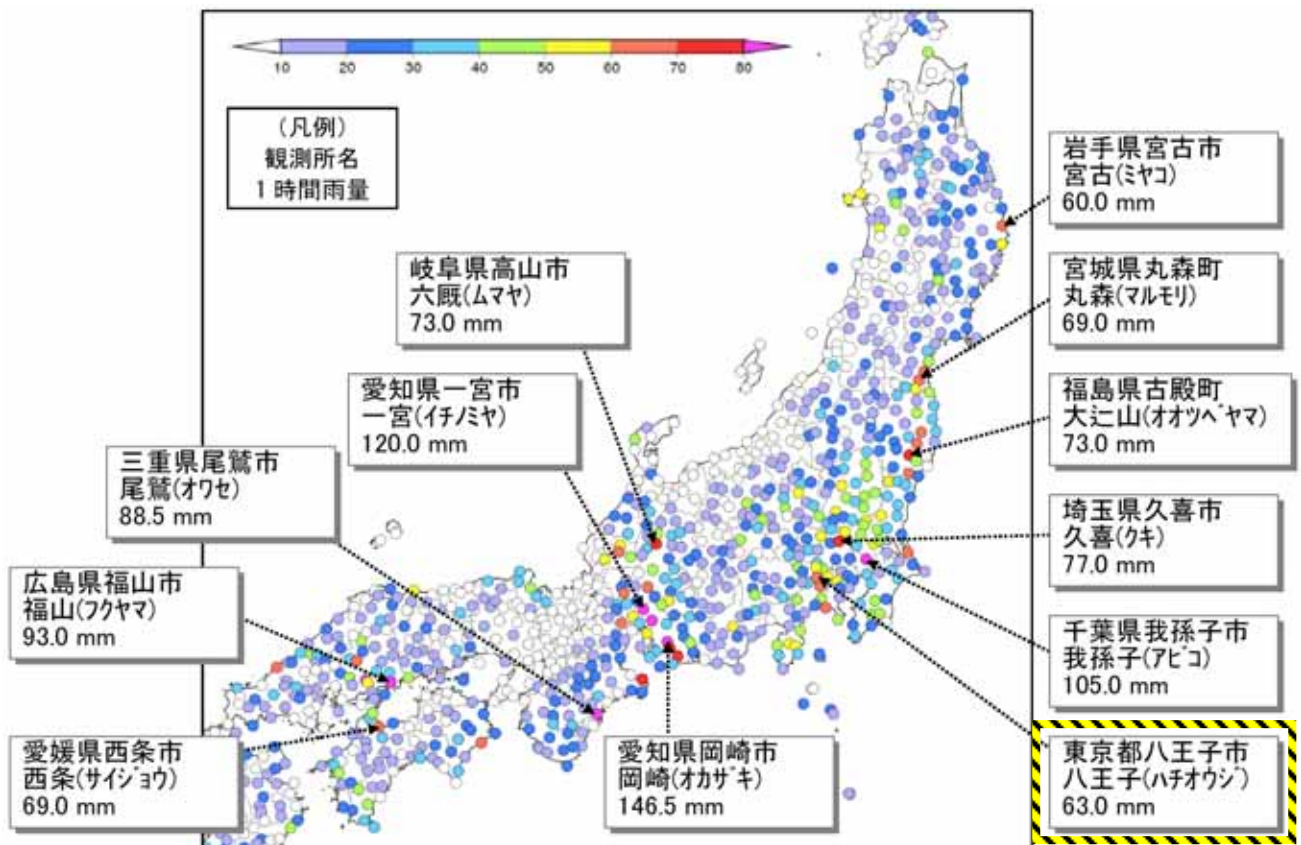 10 20 30 40 50 60 70 80
(凡例)
観測所名
1時間雨量
岩手県宮古市
宮古(ミヤコ)
60.0 mm
宮城県丸森町
丸森(マルモリ)
69.0 mm
岐阜県高山市
六厩(ムマヤ)
73.0 mm
愛知県一宮市
一宮(イチノミヤ)
120.0 mm
福島県古殿町
大辷山(オオツベヤマ)
73.0 mm
三重県尾鷲市
尾鷲(オワセ)
88.5 mm
埼玉県久喜市
久喜(クキ)
77.0 mm
広島県福山市
福山(フクヤマ)
93.0 mm
千葉県我孫子市
我孫子(アビコ)
105.0 mm
愛媛県西条市
西条(サイジョウ)
69.0 mm
愛知県岡崎市
岡崎(オカザキ)
146.5 mm
東京都八王子市
八王子(ハチオウジ)
63.0 mm